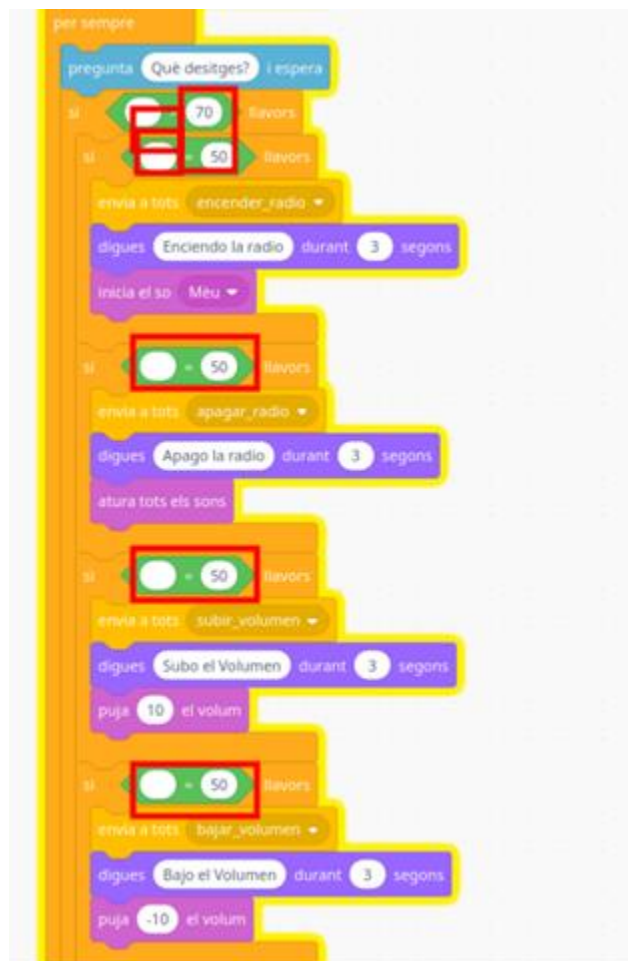 per sempre
pregunta Què desitges? i espera
si 70 llavors
si = 50 llavors
envia a tots encender_radio
digues Enciendo la radio durant 3 segons
inicia el so Meu
si = 50 llavors
envia a tots apagar_radio
digues Apago la radio durant 3 segons
atura tots els sons
si = 50 llavors
envia a tots subir_volumen
digues Subo el Volumen durant 3 segons
puja 10 el volum
si = 50 llavors
envia a tots bajar_volumen
digues Bajo el Volumen durant 3 segons
puja -10 el volum